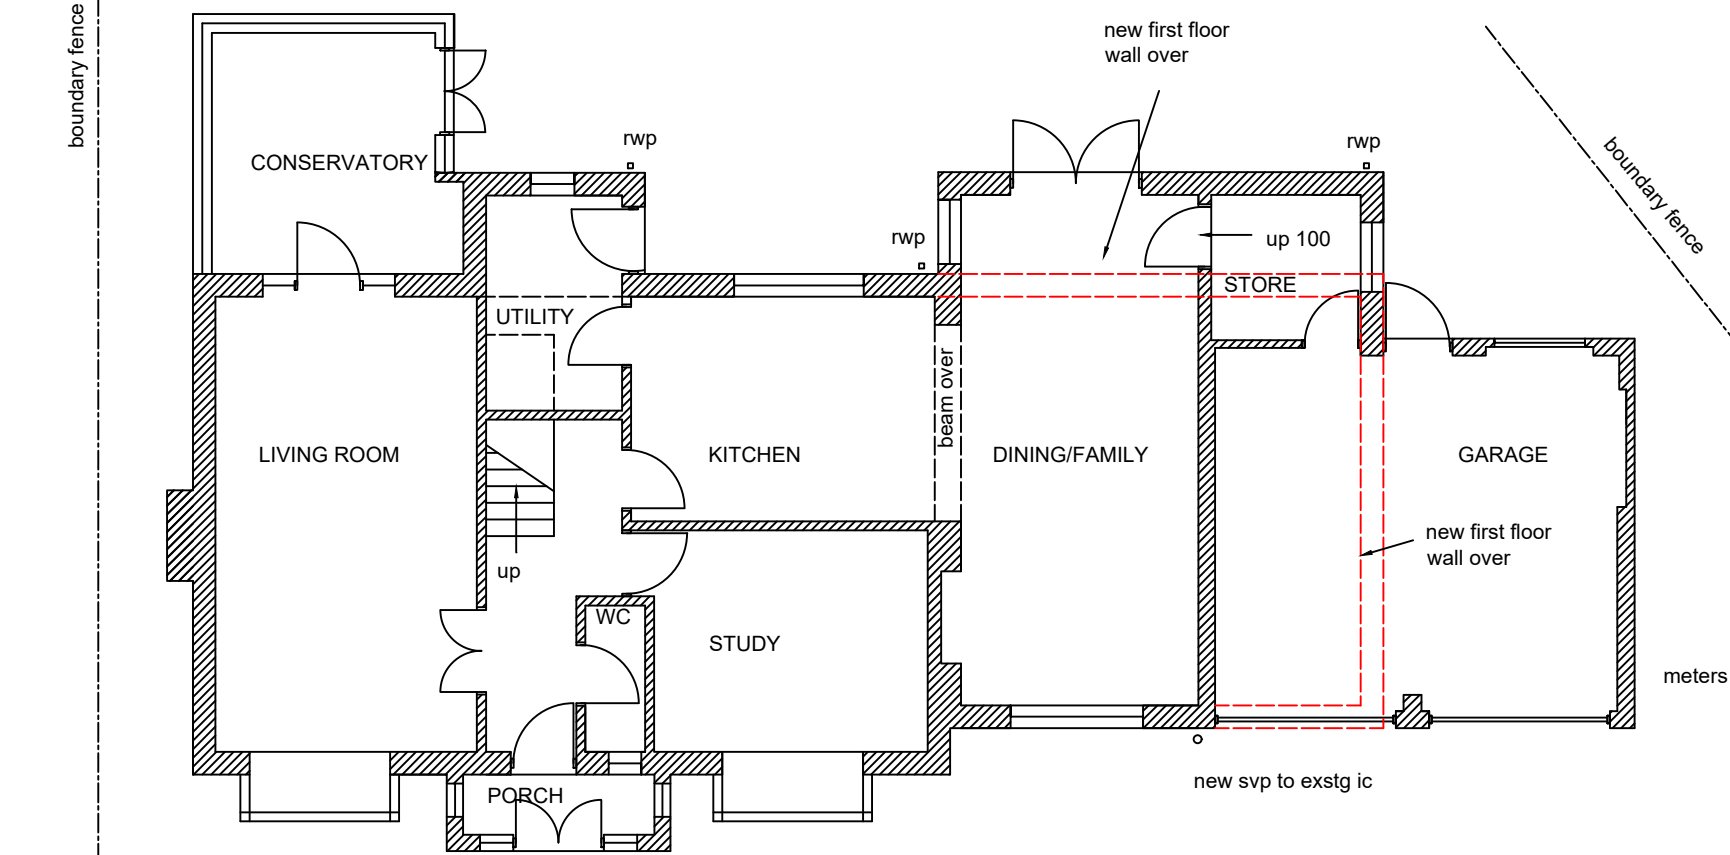 boundary fence
new first floor
wall over
rwp
rwp
boundary fence
CONSERVATORY
rwp
up 100
STORE
UTILITY
beam over
LIVING ROOM
KITCHEN
DINING/FAMILY
GARAGE
new first floor
wall over
up
WC
STUDY
meters
new svp to exstg ic
PORCH